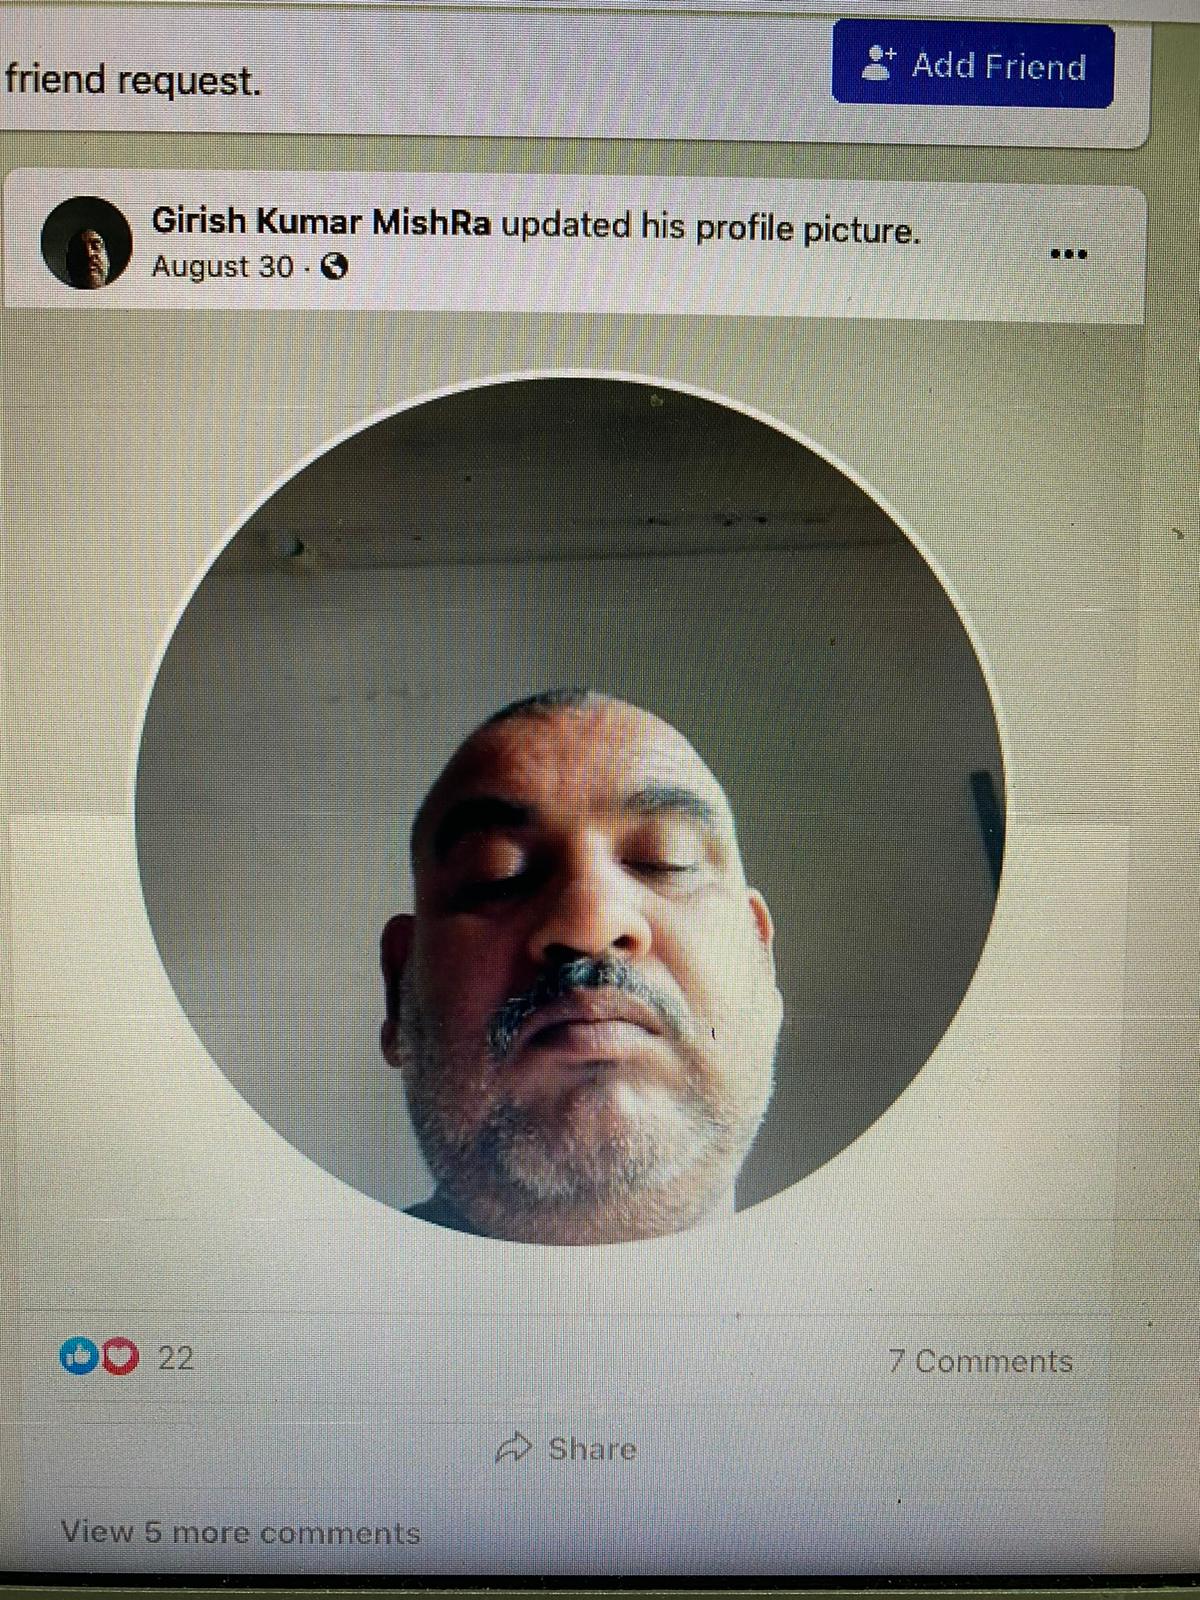 friend request.
Add Friend
Girish Kumar MishRa updated his profile picture.
August 30 ·
22
7 Comments
Share
View 5 more comments